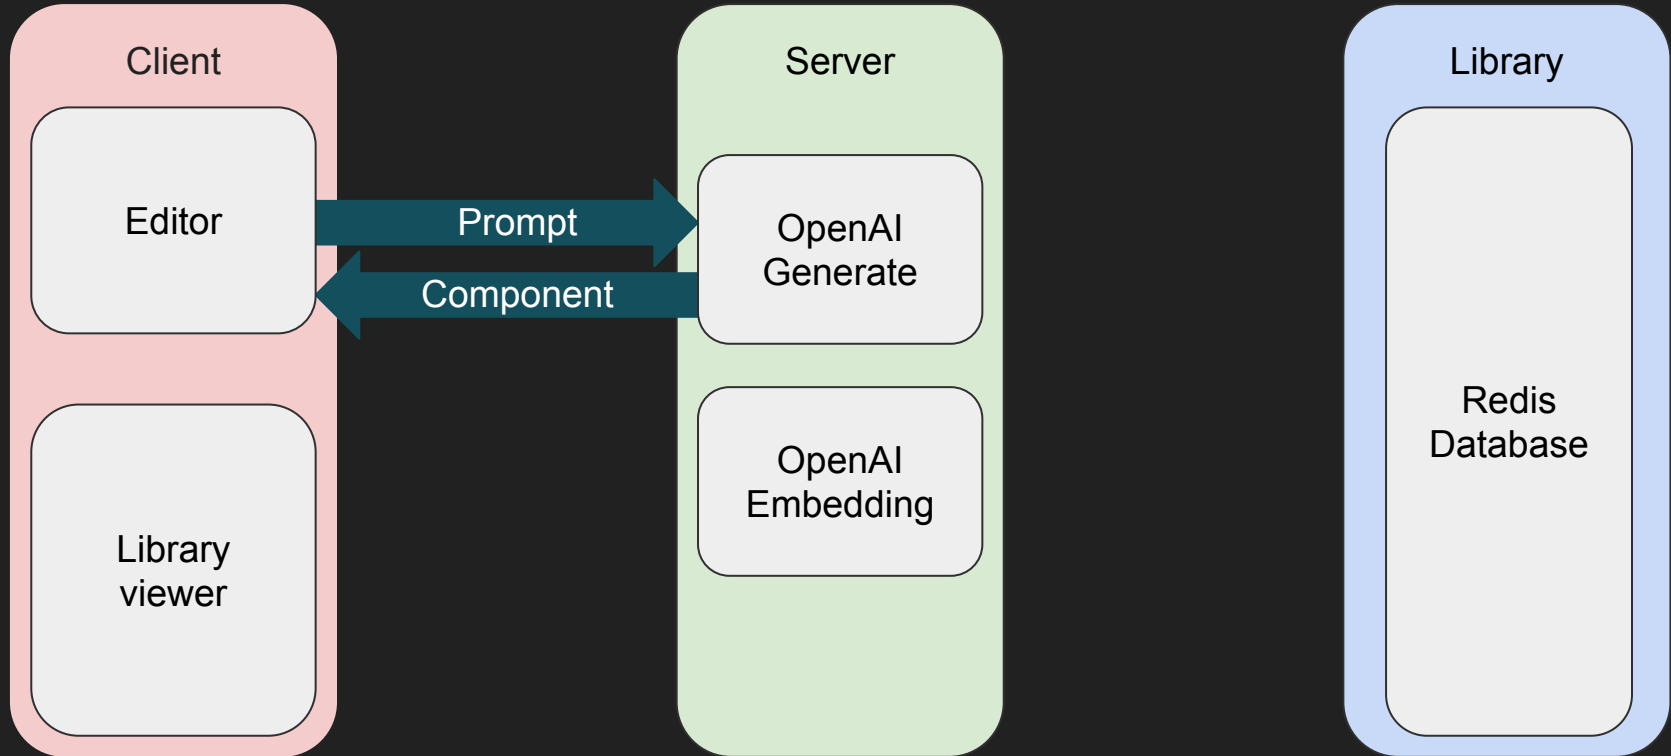 Client
Server
Library
Editor
Prompt
Component
OpenAI
Generate
OpenAI
Embedding
Library
viewer
Redis
Database